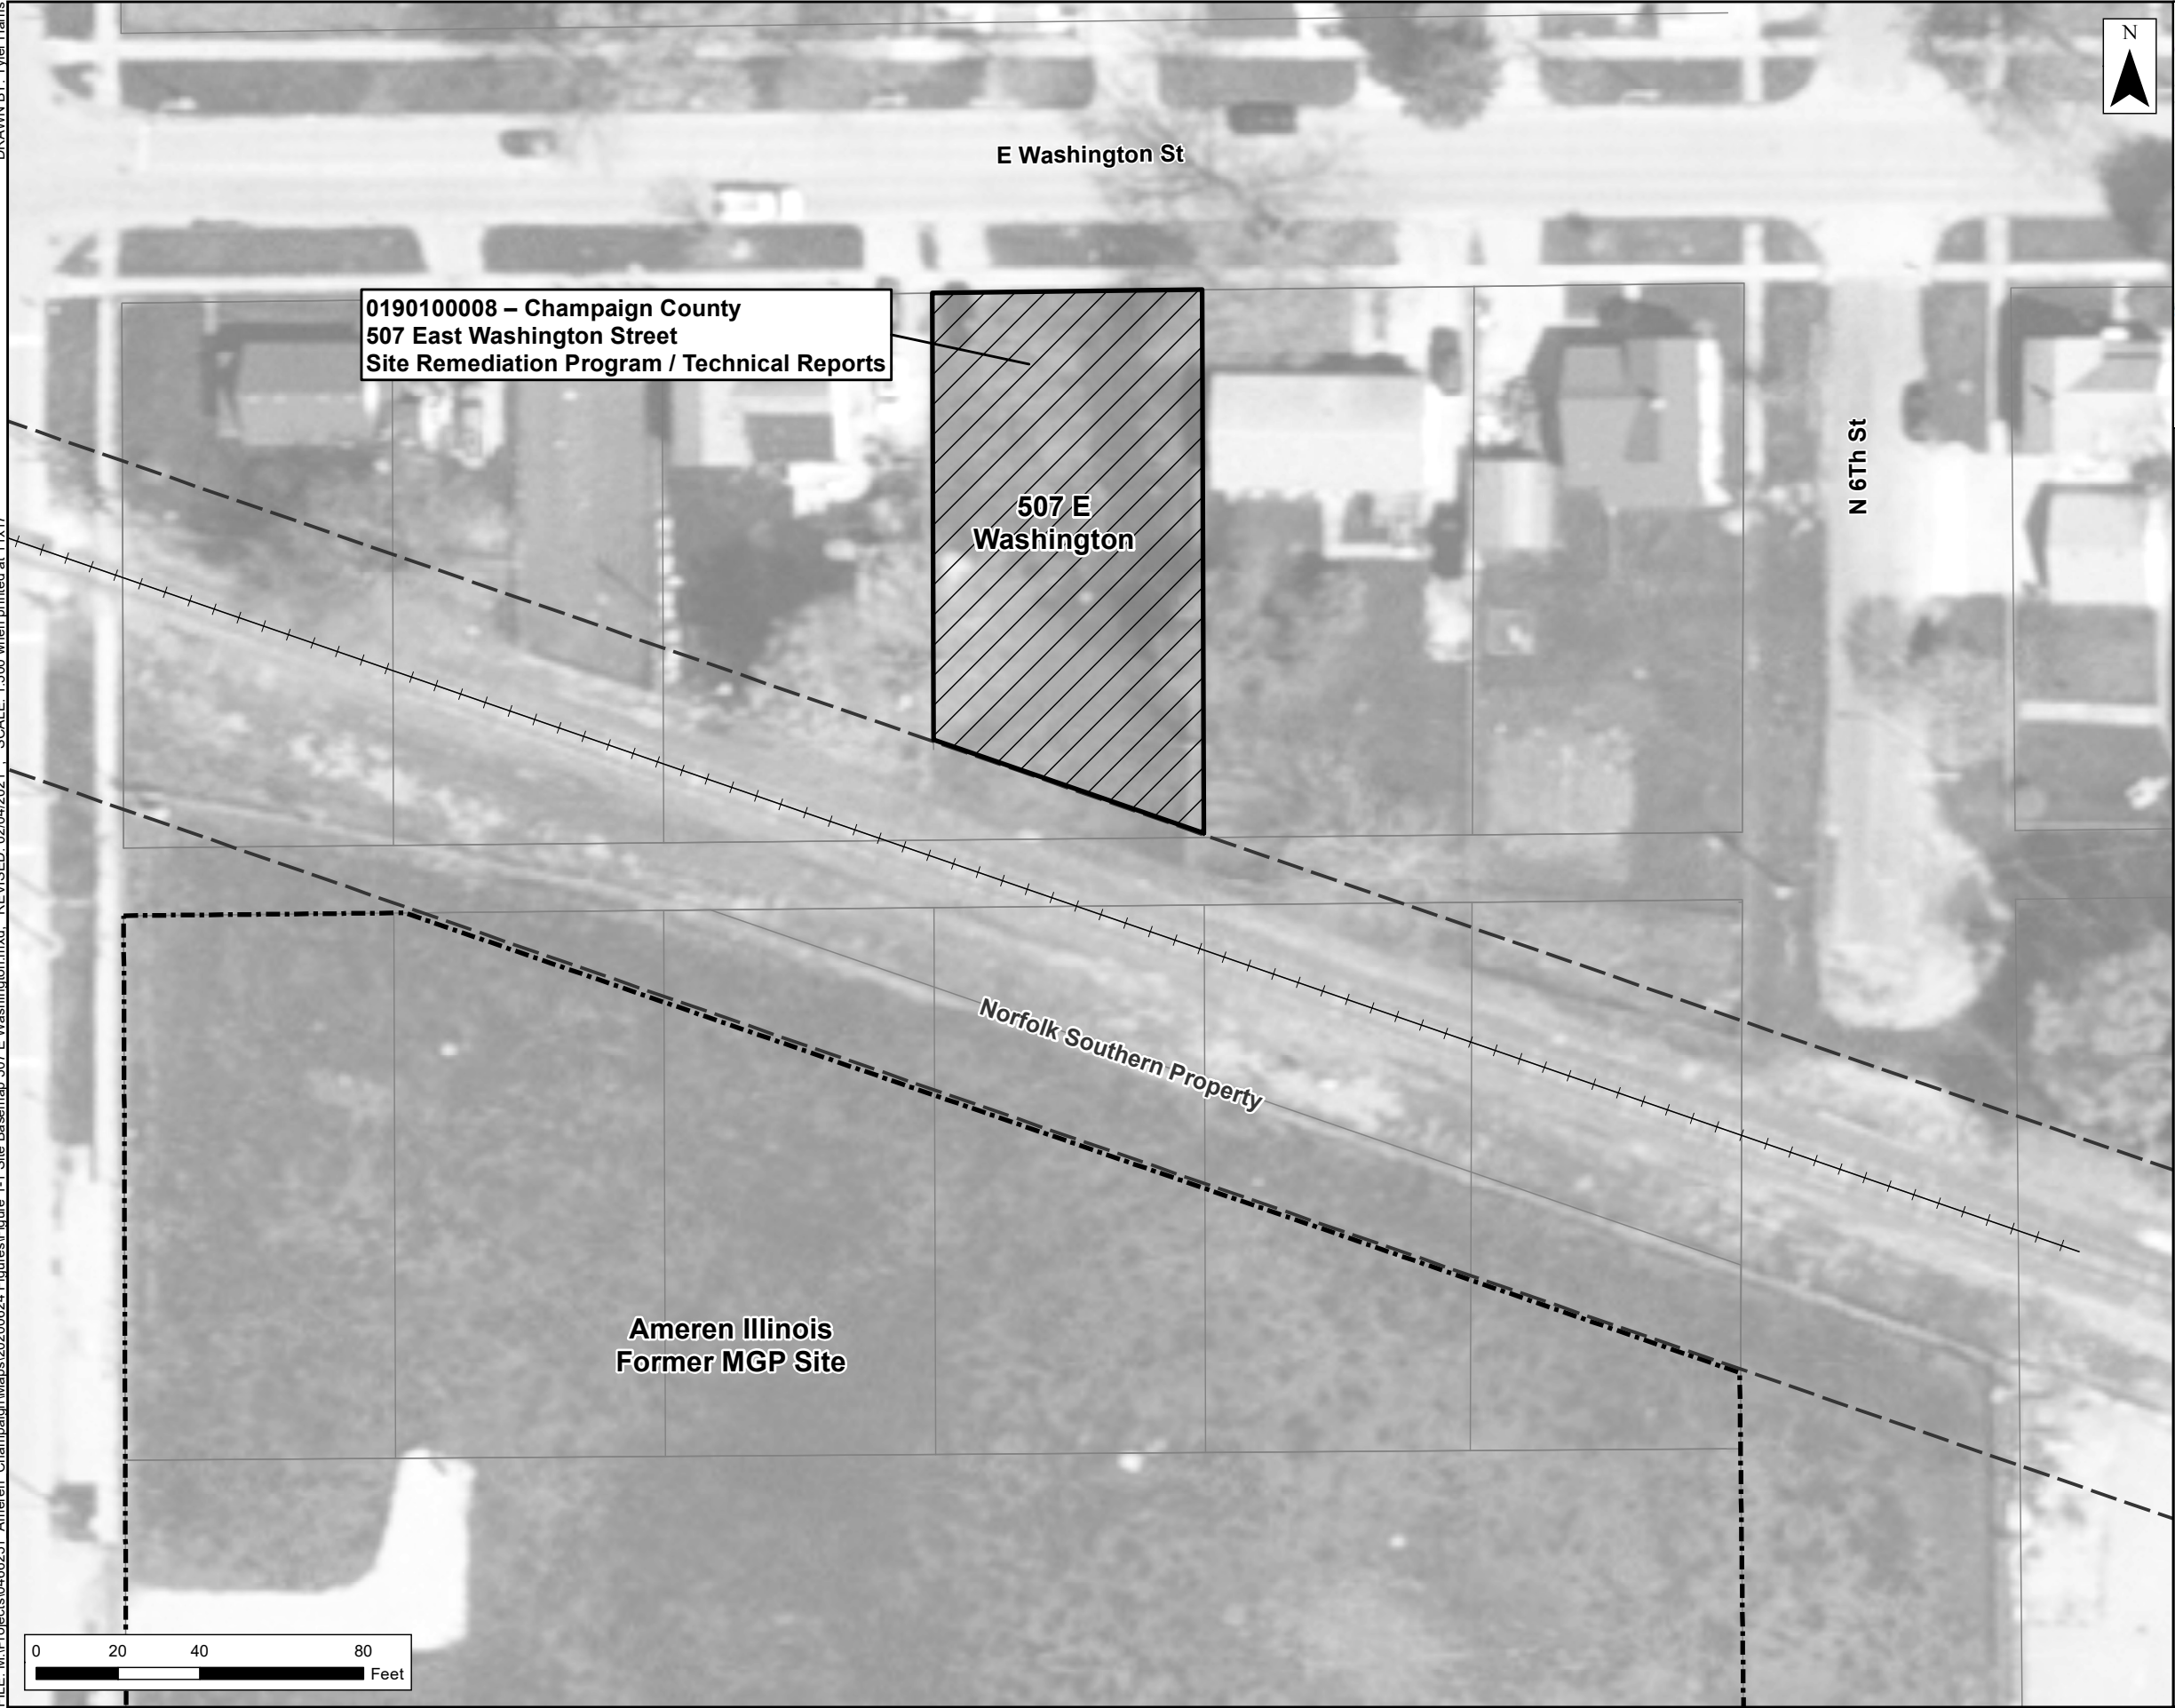 N
E Washington St
0190100008 – Champaign County
507 East Washington Street
Site Remediation Program / Technical Reports
507 E
Washington
N 6Th St
Norfolk Southern Property
Ameren Illinois
Former MGP Site
0 20 40 80
Feet